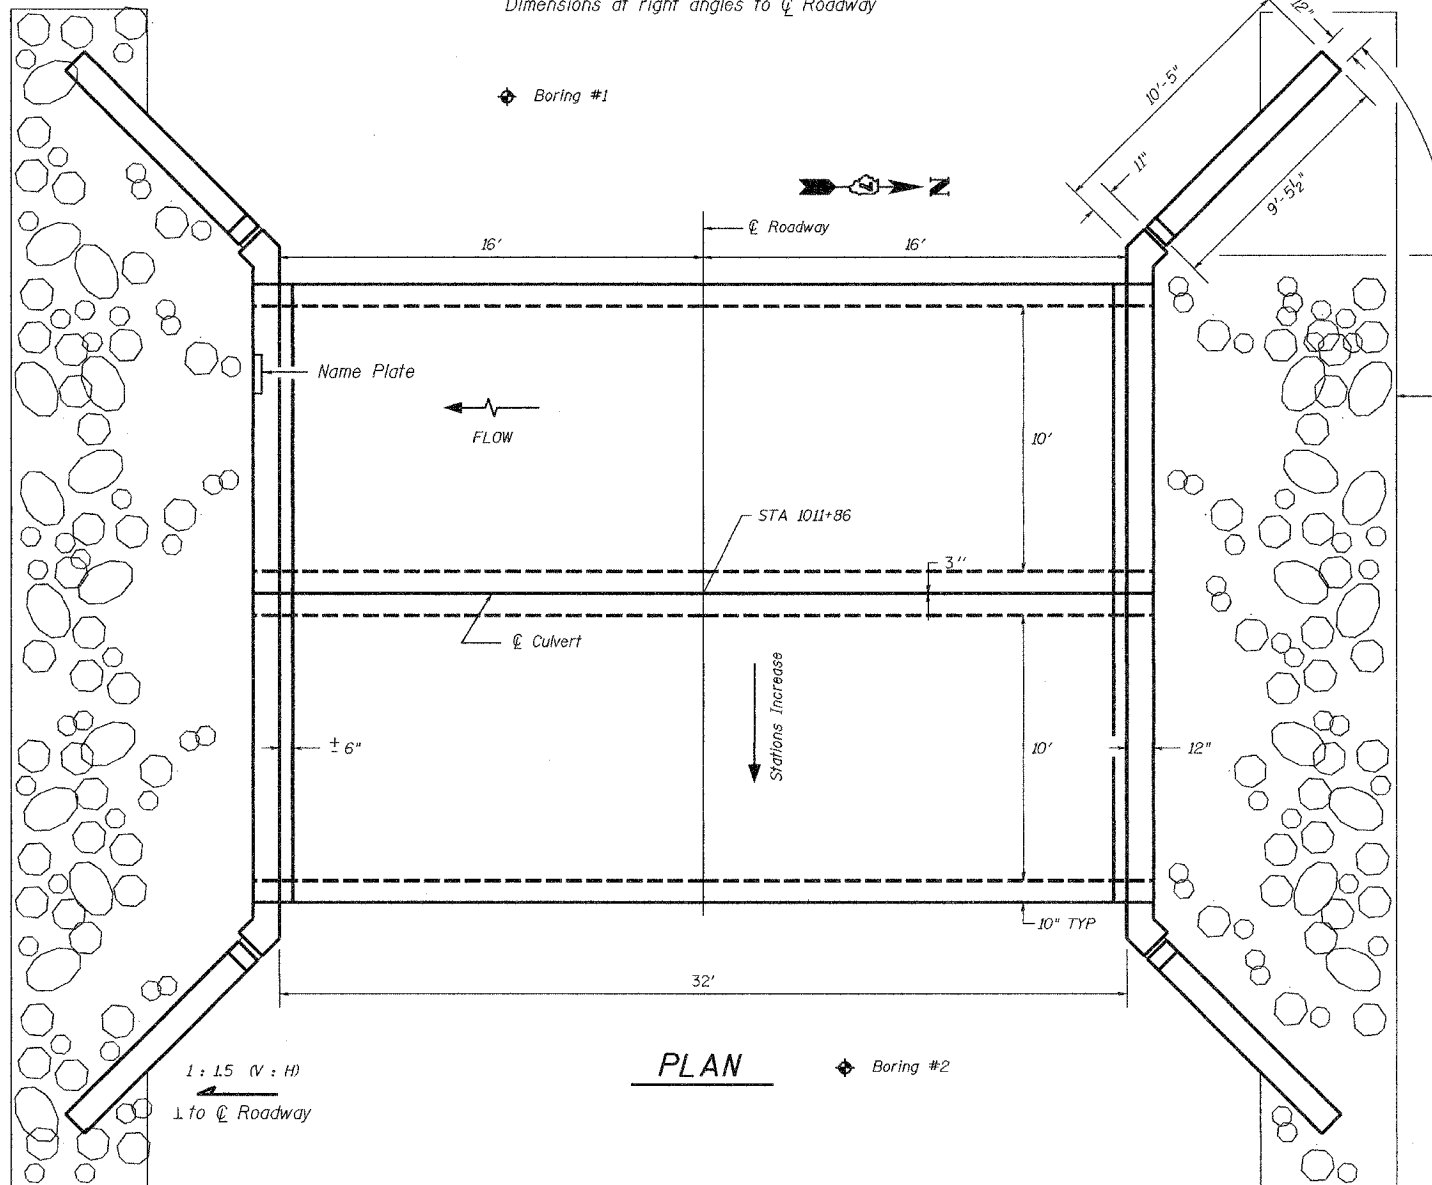 Dimensions at right angles to ℄ Roadway
12"
Boring #1
10'-5"
11"
9'-5½"
N
℄ Roadway
16'
16'
Name Plate
FLOW
10'
STA 1011+86
3"
℄ Culvert
Stations Increase
± 6"
10'
12"
10" TYP
32'
PLAN
Boring #2
1 : 1.5 (V : H)
⊥ to ℄ Roadway